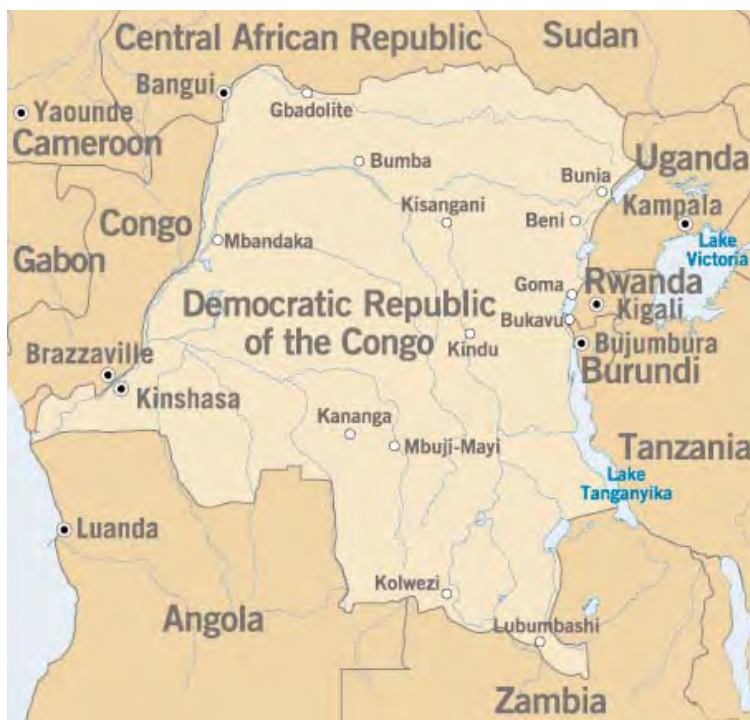 Central African Republic
Sudan
Bangui
Gbadolite
Yaounde
Cameroon
Bumba
Uganda
Bunia
Kampala
Congo
Kisangani
Beni
Lake
Victoria
Mbandaka
Gabon
Goma
Rwanda
Democratic Republic
of the Congo
Kigali
Bukavu
Kindu
Bujumbura
Burundi
Brazzaville
Kinshasa
Kananga
Mbuji-Mayi
Tanzania
Lake
Tanganyika
Luanda
Kolwezi
Angola
Lubumbashi
Zambia